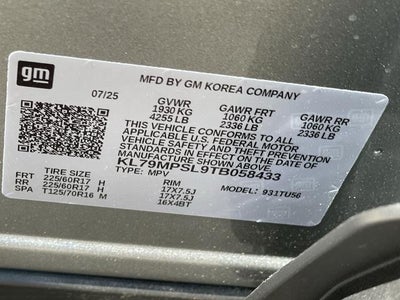 gm
MFD BY GM KOREA COMPANY
07/25 GVWR GAWR FRT GAWR RR
1930 KG 1060 KG 1060 KG
4255 LB 2336 LB 2336 LB
THIS VEHICLE CONFORMS TO ALL
APPLICABLE U.S. FEDERAL MOTOR
VEHICLE SAFETY AND THEFT PREVENTION
STANDARDS IN EFFECT ON THE DATE OF
MANUFACTURE SHOWN ABOVE.
KL79MPSL9TB058433
TYPE: MPV MODEL: 931TUS6
TIRE SIZE RIM
FRT 225/60R17 H 17X7.5J
RR 225/60R17 H 17X7.5J
SPA T125/70R16 M 16X4BT